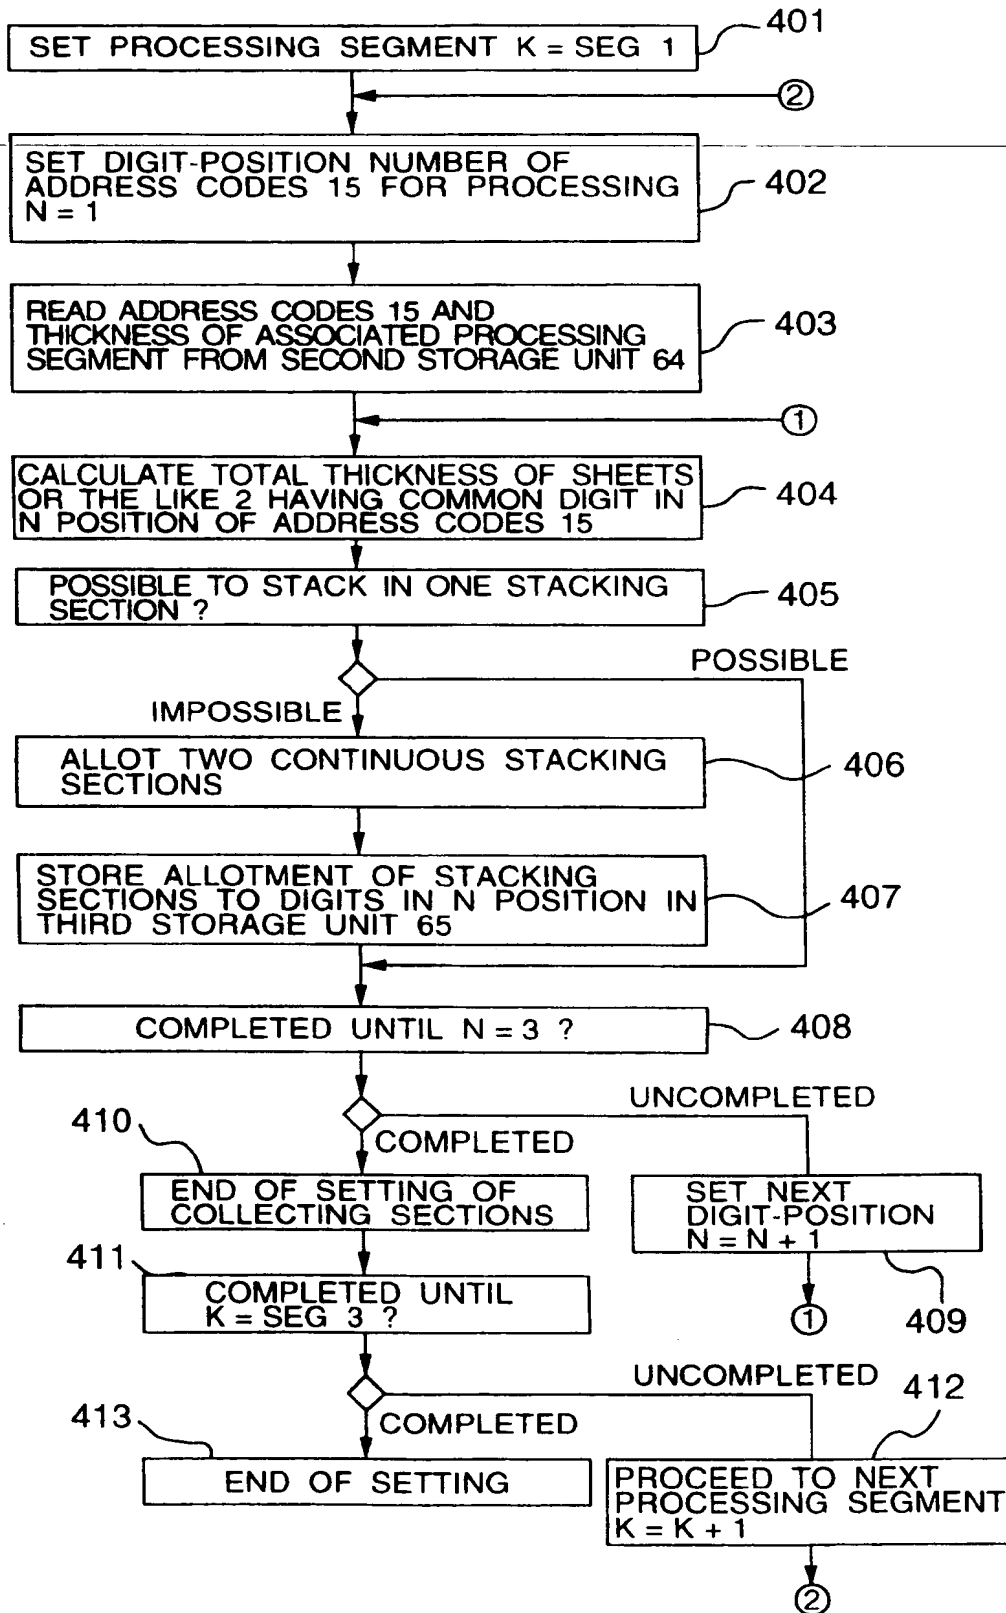 SET PROCESSING SEGMENT K = SEG 1
401
②
SET DIGIT-POSITION NUMBER OF
ADDRESS CODES 15 FOR PROCESSING
N = 1
402
READ ADDRESS CODES 15 AND
THICKNESS OF ASSOCIATED PROCESSING
SEGMENT FROM SECOND STORAGE UNIT 64
403
①
CALCULATE TOTAL THICKNESS OF SHEETS
OR THE LIKE 2 HAVING COMMON DIGIT IN
N POSITION OF ADDRESS CODES 15
404
POSSIBLE TO STACK IN ONE STACKING
SECTION ?
405
POSSIBLE
IMPOSSIBLE
ALLOT TWO CONTINUOUS STACKING
SECTIONS
406
STORE ALLOTMENT OF STACKING
SECTIONS TO DIGITS IN N POSITION IN
THIRD STORAGE UNIT 65
407
COMPLETED UNTIL N = 3 ?
408
UNCOMPLETED
COMPLETED
410
END OF SETTING OF
COLLECTING SECTIONS
SET NEXT
DIGIT-POSITION
N = N + 1
409
①
411
COMPLETED UNTIL
K = SEG 3 ?
UNCOMPLETED
COMPLETED
412
413
END OF SETTING
PROCEED TO NEXT
PROCESSING SEGMENT
K = K + 1
②